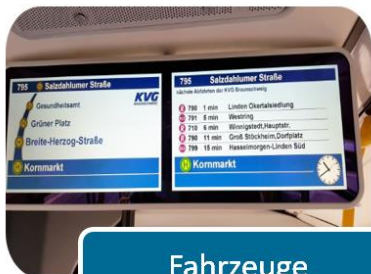 795 Salzdahlumer Straße
Gesundheitsamt
Grüner Platz
Breite-Herzog-Straße
Kornmarkt
KVG
795 Salzdahlumer Straße
nächste Abfahrten der KVG Braunschweig
790 1 min Linden Okertalsiedlung
791 5 min Westring
710 6 min Winnigstedt,Hauptstr.
790 11 min Groß Stöckheim,Dorfplatz
799 15 min Hasselmorgen-Linden Süd
Kornmarkt
Fahrzeuge